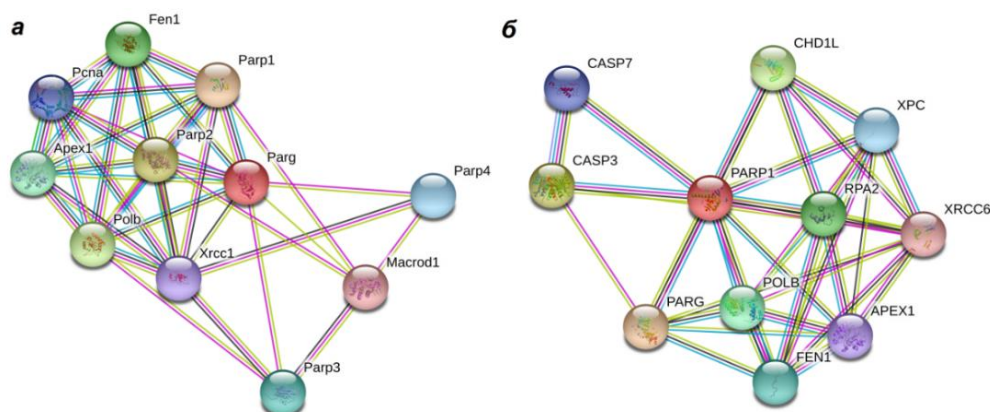 а
Fen1
Pcna
Parp1
Parp2
Apex1
Parg
Parp4
Polb
Xrcc1
Macrod1
Parp3
б
CHD1L
CASP7
XPC
CASP3
PARP1
RPA2
XRCC6
PARG
POLB
APEX1
FEN1